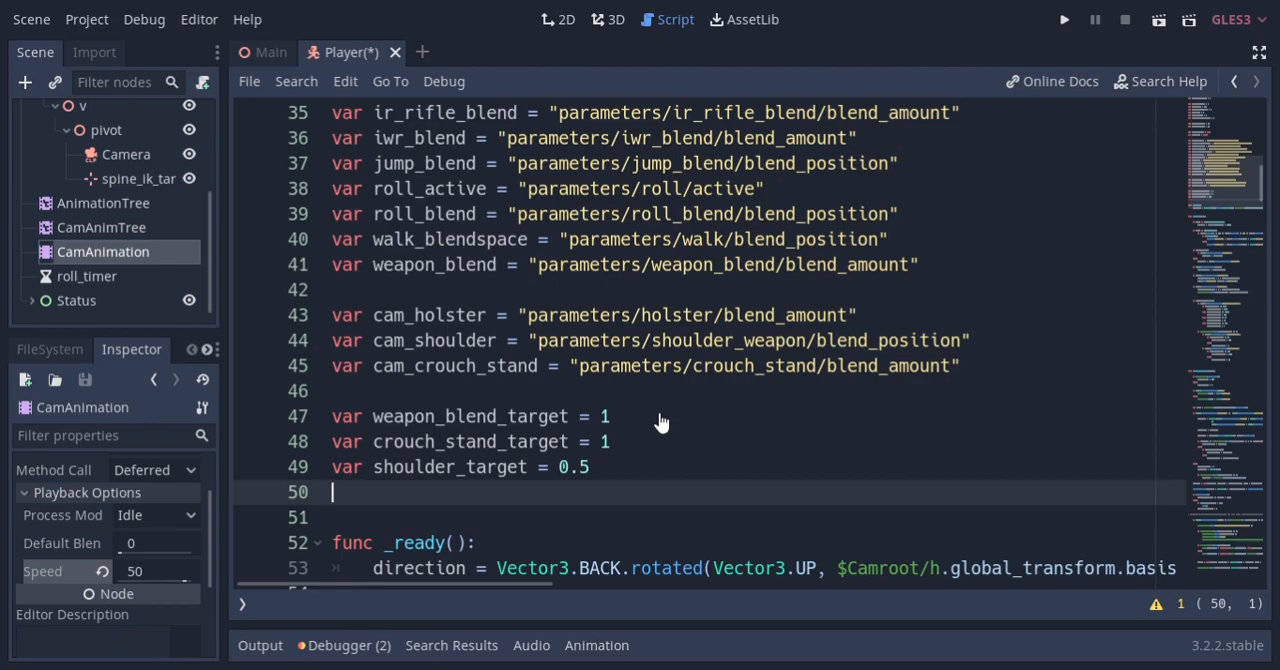 Scene Project Debug Editor Help 2D 3D Script AssetLib GLES3
Scene Import Main Player(*)
Filter nodes File Search Edit Go To Debug Online Docs Search Help
v
pivot
Camera
spine_ik_tar
AnimationTree
CamAnimTree
CamAnimation
roll_timer
Status
FileSystem Inspector
CamAnimation
Filter properties
Method Call Deferred
Playback Options
Process Mod Idle
Default Blen 0
Speed 50
Node
Editor Description
35 var ir_rifle_blend = "parameters/ir_rifle_blend/blend_amount"
36 var iwr_blend = "parameters/iwr_blend/blend_amount"
37 var jump_blend = "parameters/jump_blend/blend_position"
38 var roll_active = "parameters/roll/active"
39 var roll_blend = "parameters/roll_blend/blend_position"
40 var walk_blendspace = "parameters/walk/blend_position"
41 var weapon_blend = "parameters/weapon_blend/blend_amount"
42
43 var cam_holster = "parameters/holster/blend_amount"
44 var cam_shoulder = "parameters/shoulder_weapon/blend_position"
45 var cam_crouch_stand = "parameters/crouch_stand/blend_amount"
46
47 var weapon_blend_target = 1
48 var crouch_stand_target = 1
49 var shoulder_target = 0.5
50
51
52 func _ready():
53 direction = Vector3.BACK.rotated(Vector3.UP, $Camroot/h.global_transform.basis
1 ( 50, 1)
Output Debugger (2) Search Results Audio Animation 3.2.2.stable